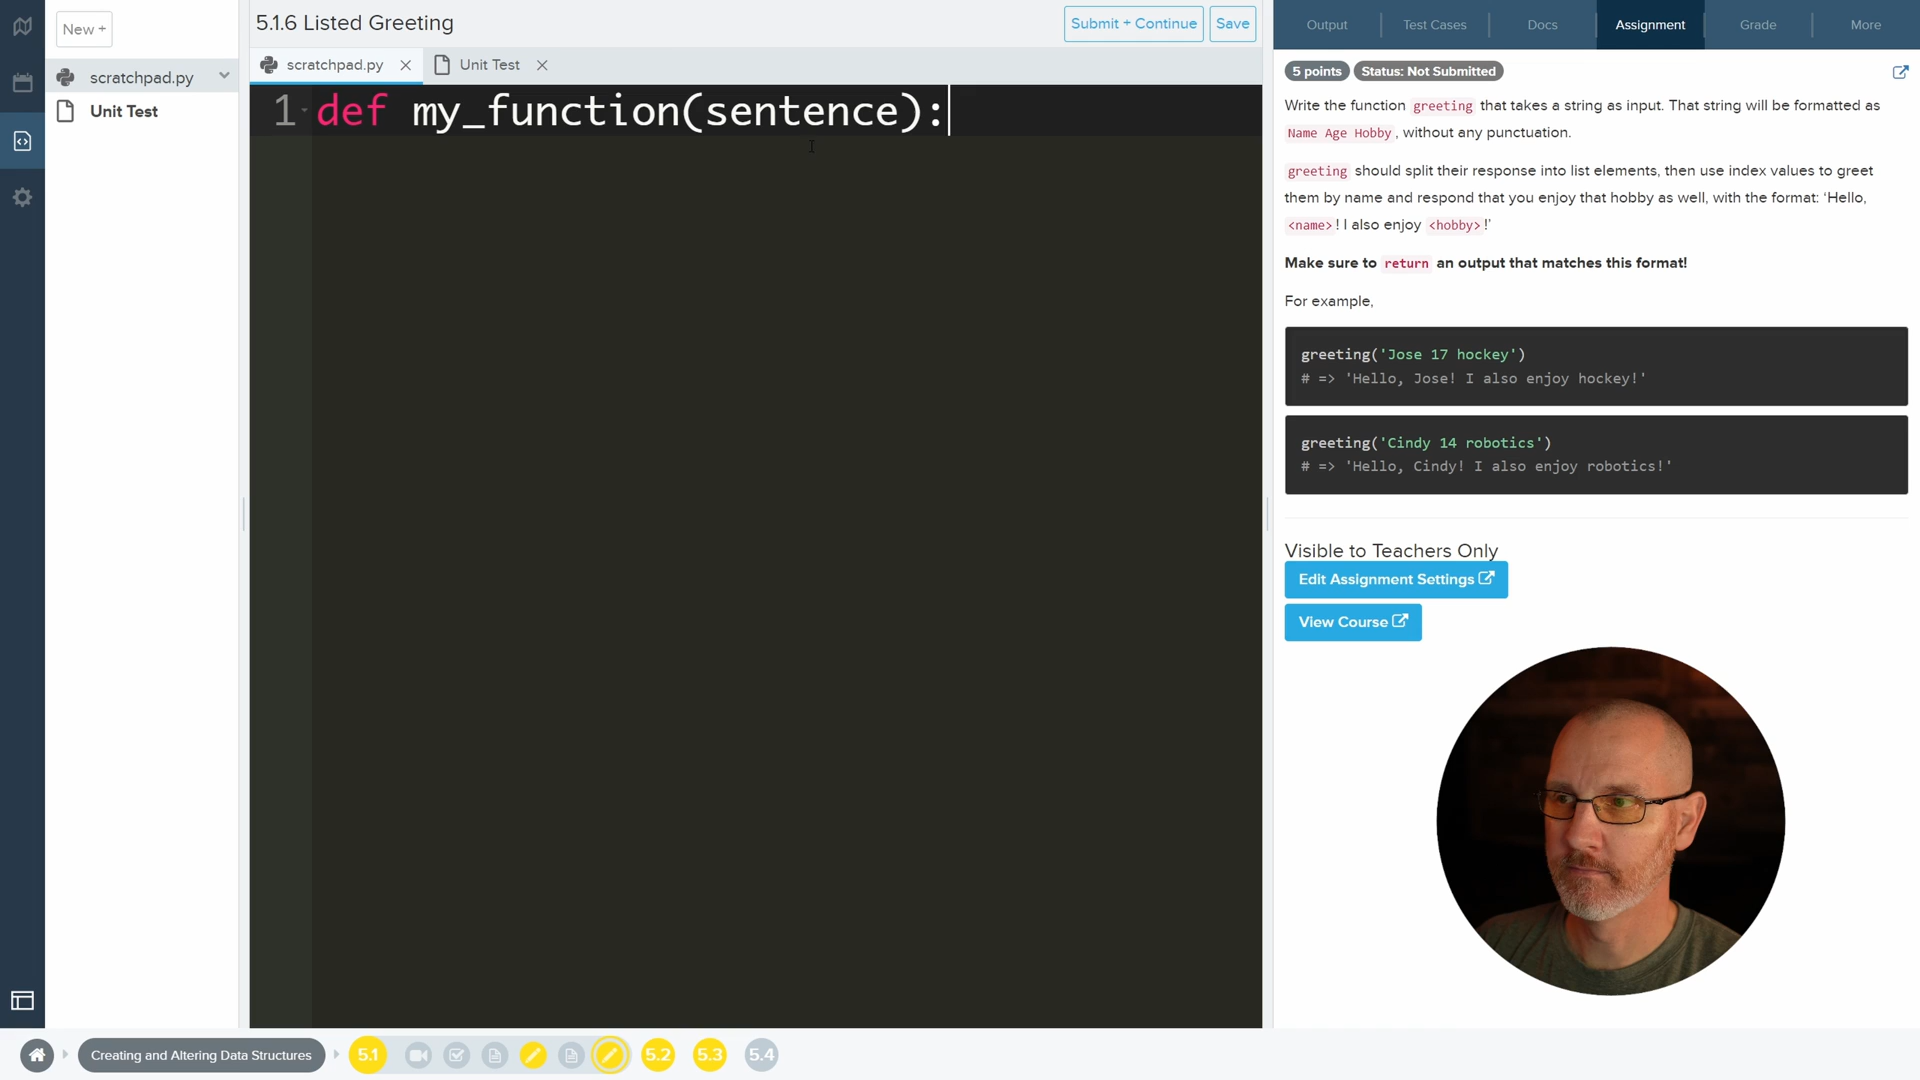 New +
scratchpad.py
Unit Test
5.1.6 Listed Greeting
Submit + Continue
Save
scratchpad.py
Unit Test
1 def my_function(sentence):
Output
Test Cases
Docs
Assignment
Grade
More
5 points
Status: Not Submitted
Write the function greeting that takes a string as input. That string will be formatted as
Name Age Hobby, without any punctuation.
greeting should split their response into list elements, then use index values to greet
them by name and respond that you enjoy that hobby as well, with the format: ‘Hello,
<name>! I also enjoy <hobby>!’
Make sure to return an output that matches this format!
For example,
greeting('Jose 17 hockey')
# => 'Hello, Jose! I also enjoy hockey!'
greeting('Cindy 14 robotics')
# => 'Hello, Cindy! I also enjoy robotics!'
Visible to Teachers Only
Edit Assignment Settings
View Course
Creating and Altering Data Structures
5.1
5.2
5.3
5.4